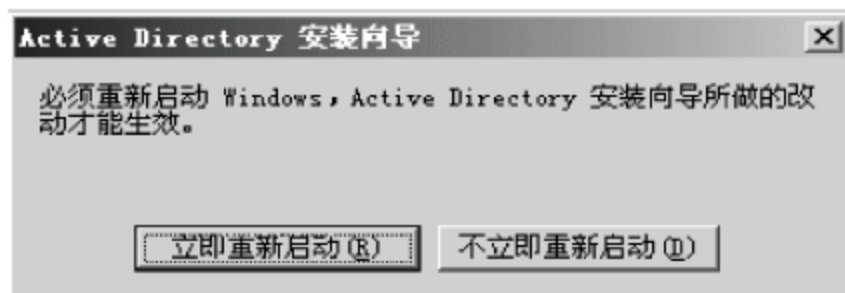 Active Directory 安装向导
必须重新启动 Windows，Active Directory 安装向导所做的改
动才能生效。
立即重新启动(R)
不立即重新启动(D)